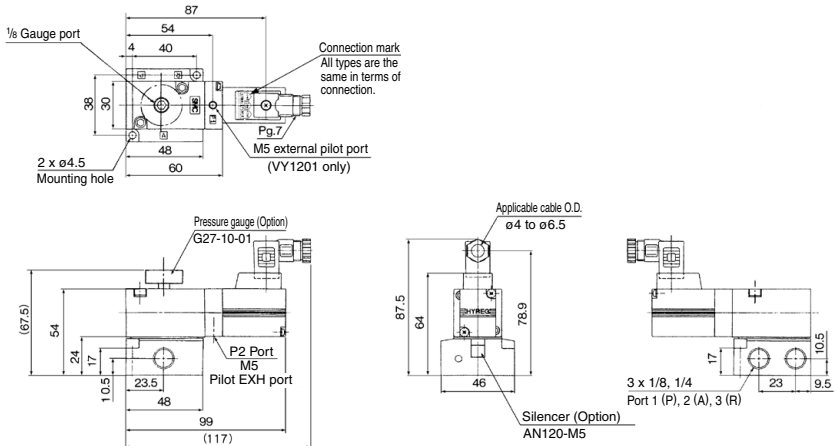 87
54
4
40
1/8 Gauge port
Connection mark
All types are the
same in terms of
connection.
38
30
SMC
A
Pg.7
M5 external pilot port
(VY1201 only)
48
60
2 x ø4.5
Mounting hole
Pressure gauge (Option)
G27-10-01
(67.5)
54
24
17
10.5
23.5
48
99
(117)
P2 Port
M5
Pilot EXH port
Applicable cable O.D.
ø4 to ø6.5
87.5
64
78.9
HYREG
46
Silencer (Option)
AN120-M5
17
10.5
23
9.5
3 x 1/8, 1/4
Port 1 (P), 2 (A), 3 (R)